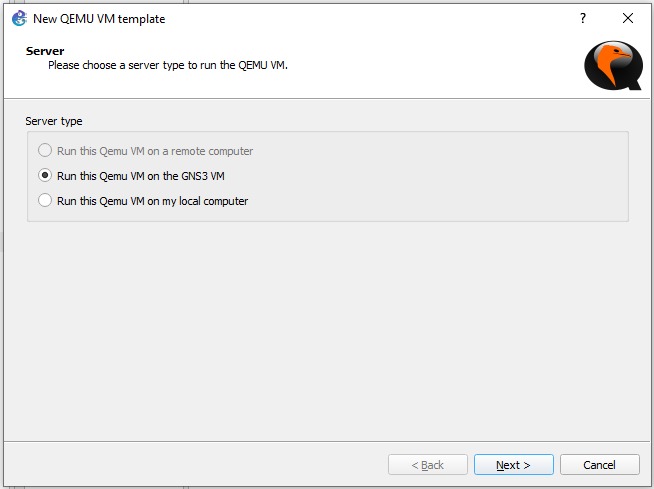 New QEMU VM template
?
Server
Please choose a server type to run the QEMU VM.
Server type
Run this Qemu VM on a remote computer
Run this Qemu VM on the GNS3 VM
Run this Qemu VM on my local computer
< Back
Next >
Cancel